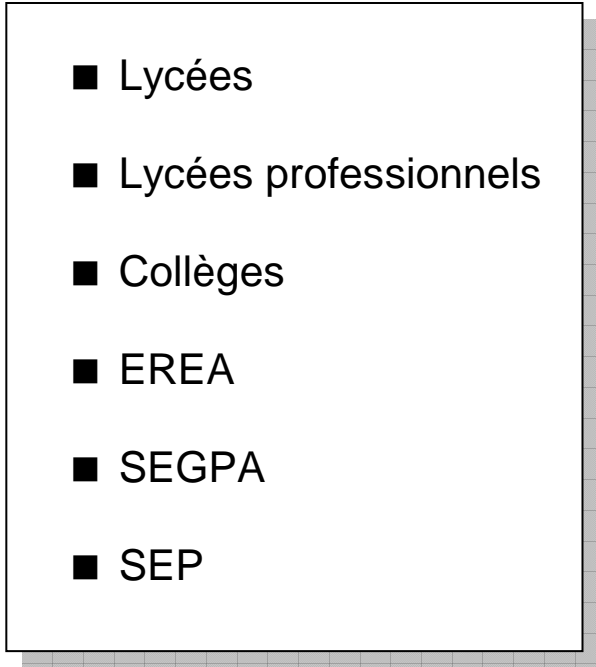 ■ Lycées
■ Lycées professionnels
■ Collèges
■ EREA
■ SEGPA
■ SEP